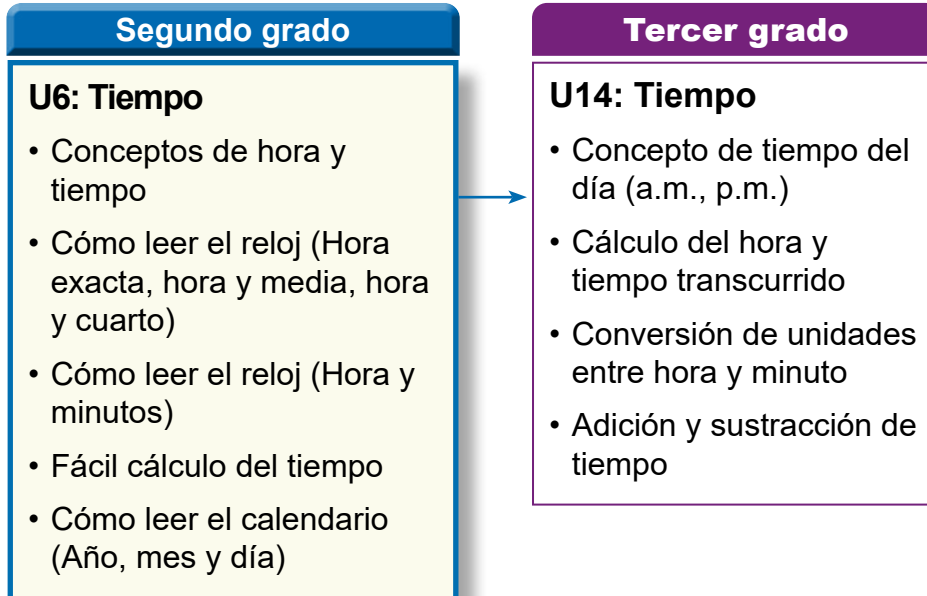 Segundo grado
U6: Tiempo
• Conceptos de hora y
tiempo
• Cómo leer el reloj (Hora
exacta, hora y media, hora
y cuarto)
• Cómo leer el reloj (Hora y
minutos)
• Fácil cálculo del tiempo
• Cómo leer el calendario
(Año, mes y día)
Tercer grado
U14: Tiempo
• Concepto de tiempo del
día (a.m., p.m.)
• Cálculo del hora y
tiempo transcurrido
• Conversión de unidades
entre hora y minuto
• Adición y sustracción de
tiempo